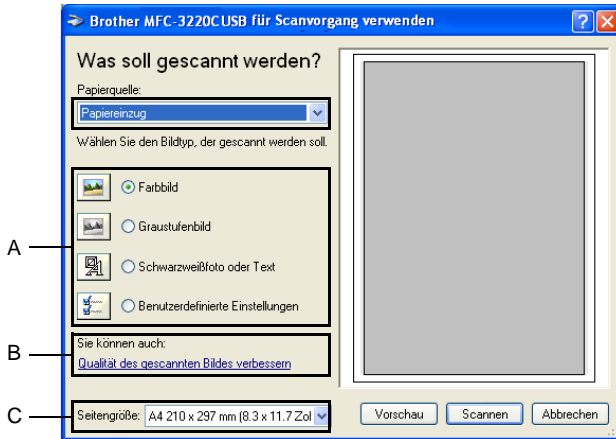 Brother MFC-3220CUSB für Scanvorgang verwenden
Was soll gescannt werden?
Papierquelle:
Papiereinzug
Wählen Sie den Bildtyp, der gescannt werden soll.
A
Farbbild
Graustufenbild
Schwarzweißfoto oder Text
Benutzerdefinierte Einstellungen
B
Sie können auch:
Qualität des gescannten Bildes verbessern
C
Seitengröße: A4 210 x 297 mm (8.3 x 11.7 Zol
Vorschau Scannen Abbrechen